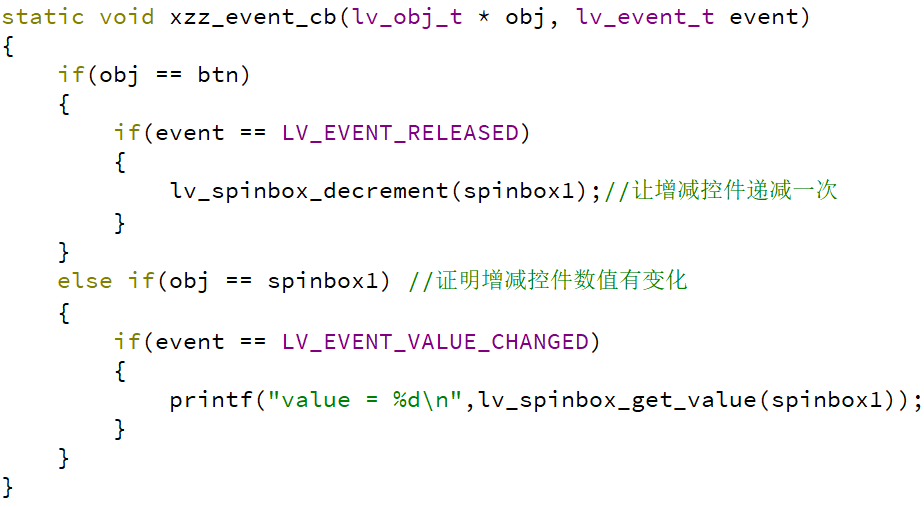 static void xzz_event_cb(lv_obj_t * obj, lv_event_t event)
{
    if(obj == btn)
    {
        if(event == LV_EVENT_RELEASED)
        {
            lv_spinbox_decrement(spinbox1);//让增减控件递减一次
        }
    }
    else if(obj == spinbox1) //证明增减控件数值有变化
    {
        if(event == LV_EVENT_VALUE_CHANGED)
        {
            printf("value = %d\n",lv_spinbox_get_value(spinbox1));
        }
    }
}